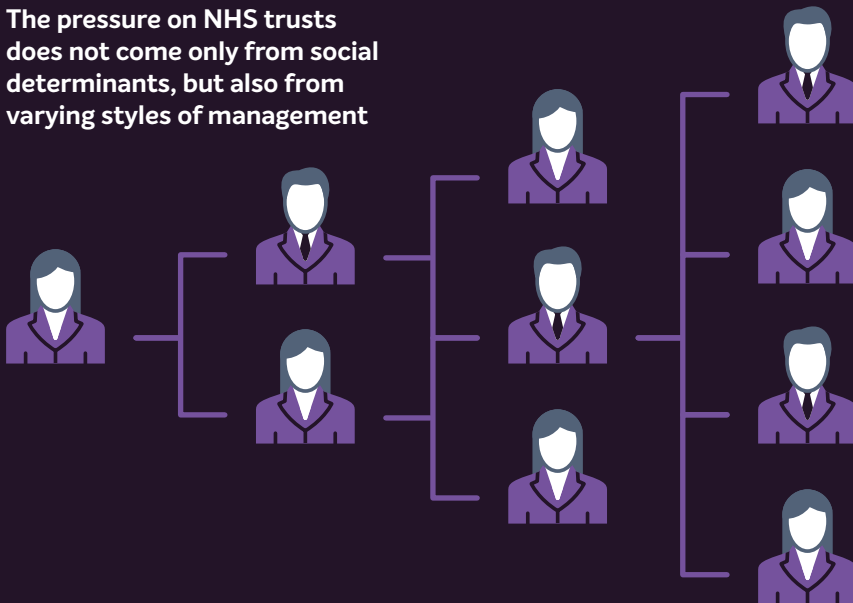 The pressure on NHS trusts
does not come only from social
determinants, but also from
varying styles of management